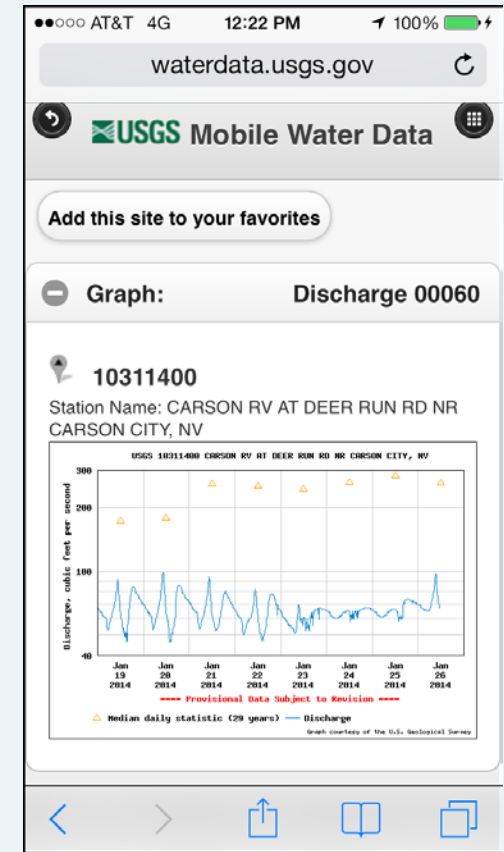 AT&T 4G 12:22 PM 100%
waterdata.usgs.gov
USGS Mobile Water Data
Add this site to your favorites
Graph: Discharge 00060
10311400
Station Name: CARSON RV AT DEER RUN RD NR
CARSON CITY, NV
USGS 10311400 CARSON RV AT DEER RUN RD NR CARSON CITY, NV
Discharge, cubic feet per second
300
200
100
40
Jan Jan Jan Jan Jan Jan Jan Jan
19 20 21 22 23 24 25 26
2014 2014 2014 2014 2014 2014 2014 2014
---- Provisional Data Subject to Revision ----
Median daily statistic (29 years) Discharge
Graph courtesy of the U.S. Geological Survey